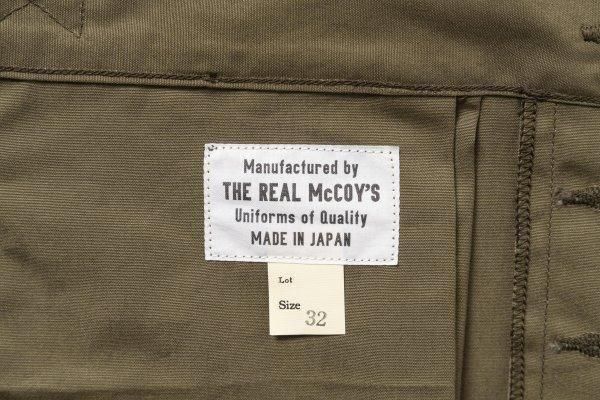 Manufactured by
THE REAL McCOY'S
Uniforms of Quality
MADE IN JAPAN
Lot
Size 32